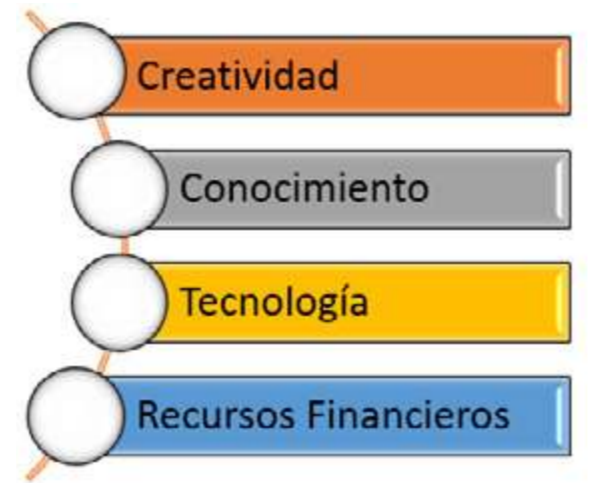 Creatividad
Conocimiento
Tecnología
Recursos Financieros